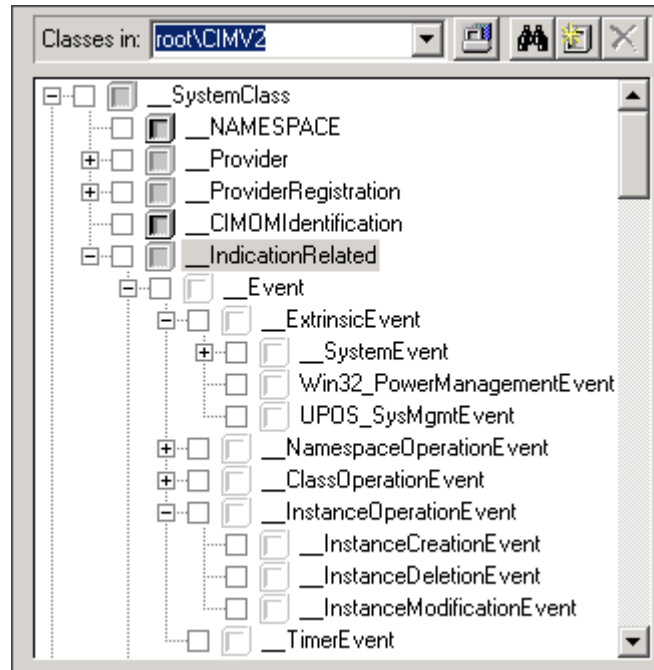 Classes in: root\CIMV2
__SystemClass
__NAMESPACE
__Provider
__ProviderRegistration
__CIMOMIdentification
__IndicationRelated
__Event
__ExtrinsicEvent
__SystemEvent
Win32_PowerManagementEvent
UPOS_SysMgmtEvent
__NamespaceOperationEvent
__ClassOperationEvent
__InstanceOperationEvent
__InstanceCreationEvent
__InstanceDeletionEvent
__InstanceModificationEvent
__TimerEvent